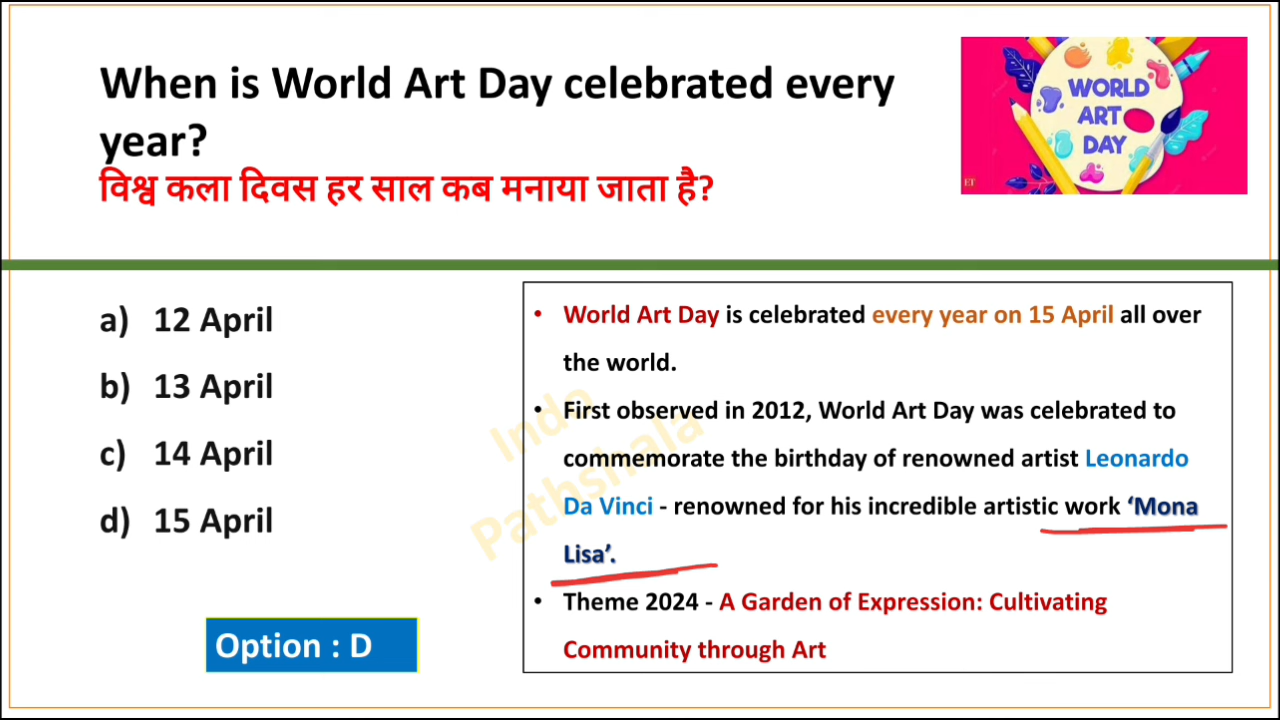 When is World Art Day celebrated every
year?
विश्व कला दिवस हर साल कब मनाया जाता है?
WORLD
ART
DAY
ET
a) 12 April
b) 13 April
c) 14 April
d) 15 April
Option : D
• World Art Day is celebrated every year on 15 April all over
the world.
• First observed in 2012, World Art Day was celebrated to
commemorate the birthday of renowned artist Leonardo
Da Vinci - renowned for his incredible artistic work ‘Mona
Lisa’.
• Theme 2024 - A Garden of Expression: Cultivating
Community through Art
Indo
Pathshala